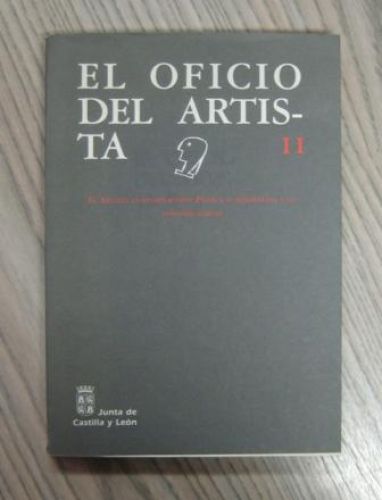 EL OFICIO
DEL ARTIS-
TA II
Junta de
Castilla y León